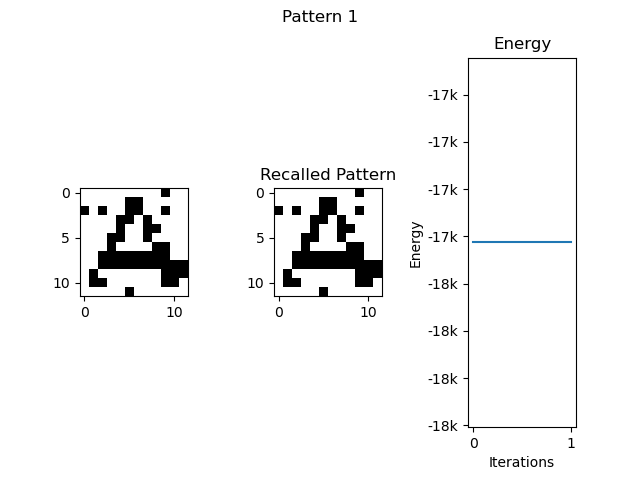 Pattern 1
Energy
-17k
-17k
-17k
-17k
-18k
-18k
-18k
-18k
Energy
0 1
Iterations
0
5
10
0 10
Recalled Pattern
0
5
10
0 10